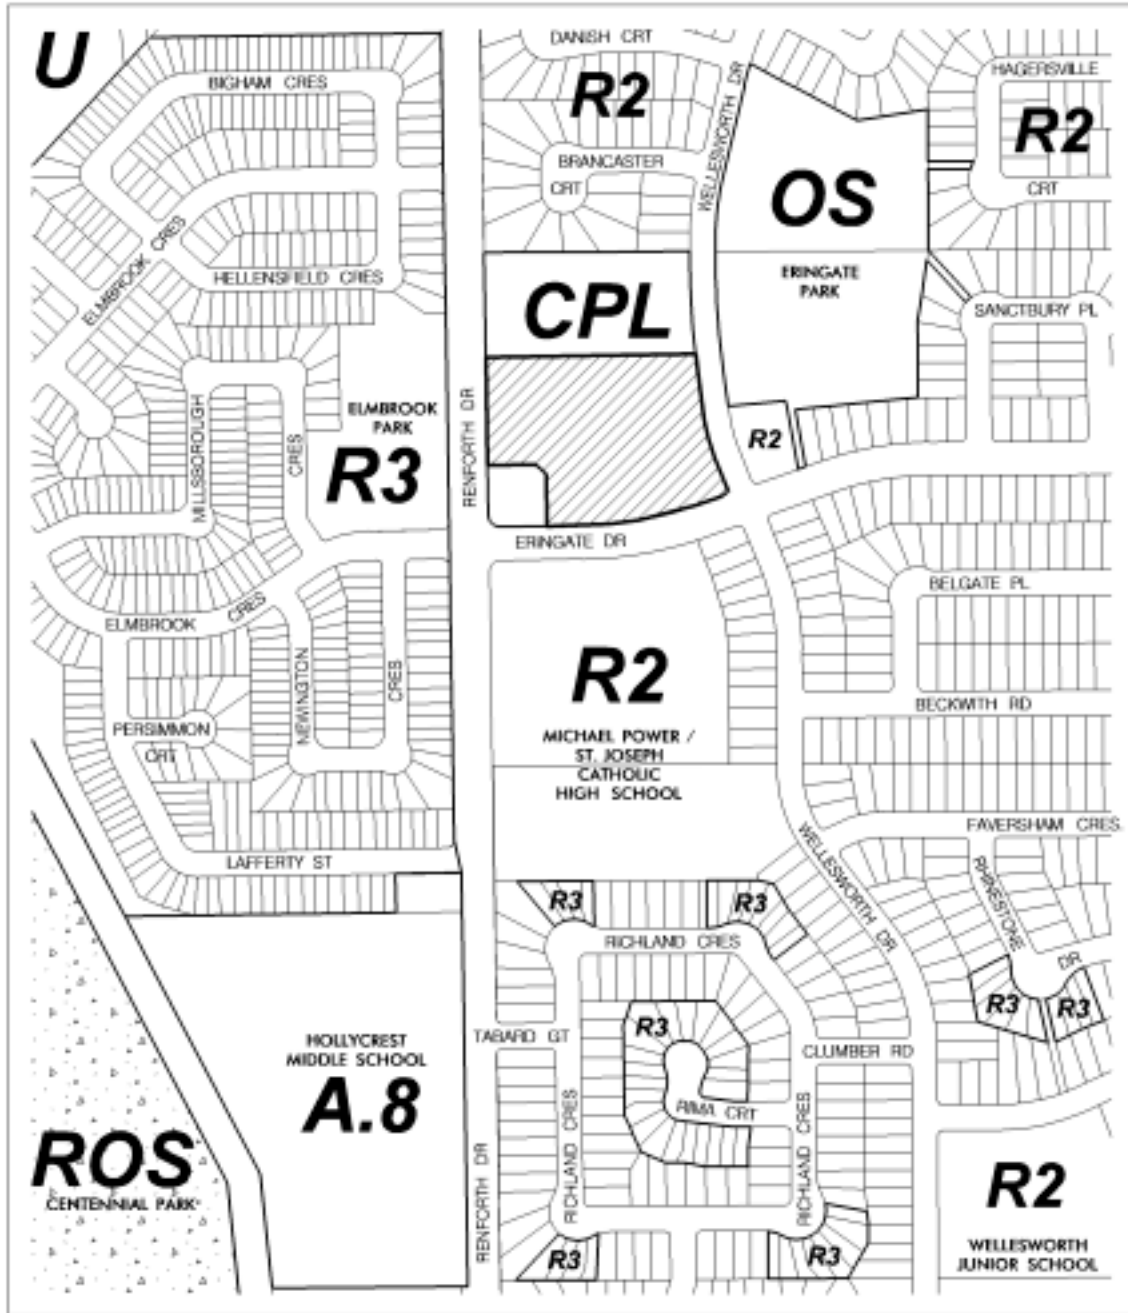 U
DANISH CRT
BIGHAM CRES
R2
WELLESWORTH DR
HAGERSVILLE
R2
CRT
BRANCASTER
CRT
OS
ERINGATE
PARK
ELMBROOK CRES
HELLENSFIELD CRES
CPL
SANCTBURY PL
MILLSBOROUGH
CRES
ELMBROOK
PARK
R3
RENFORTH DR
R2
ERINGATE DR
BELGATE PL
ELMBROOK
CRES
NEWINGTON
CRES
R2
MICHAEL POWER /
ST. JOSEPH
CATHOLIC
HIGH SCHOOL
BECKWITH RD
PERSIMMON
CRT
LAFFERTY ST
WELLESWORTH DR
FAVERSHAM CRES.
RHINESTONE
DR
R3
R3
RICHLAND CRES
R3
R3
R3
HOLLYCREST
MIDDLE SCHOOL
A.8
TABARD GT
CLUMBER RD
RIMA CRT
RICHLAND CRES
RICHLAND CRES
ROS
CENTENNIAL PARK
RENFORTH DR
R3
R3
R2
WELLESWORTH
JUNIOR SCHOOL